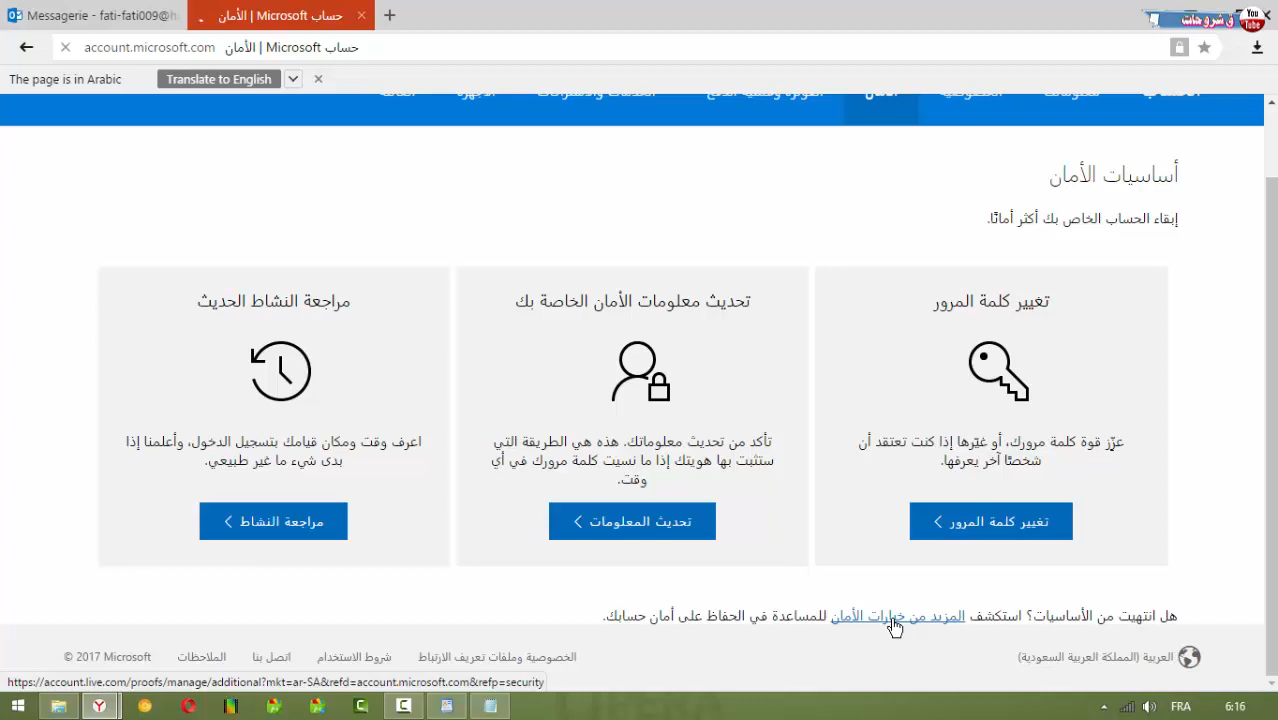 Messagerie - fati-fati009@h
حساب Microsoft | الأمان
ق شروحات
You
Tube
account.microsoft.com
حساب Microsoft | الأمان
The page is in Arabic
Translate to English
أساسيات الأمان
إبقاء الحساب الخاص بك أكثر أمانًا.
تغيير كلمة المرور
تحديث معلومات الأمان الخاصة بك
مراجعة النشاط الحديث
عزّز قوة كلمة مرورك، أو غيّرها إذا كنت تعتقد أن
شخصًا آخر يعرفها.
تأكد من تحديث معلوماتك. هذه هي الطريقة التي
ستثبت بها هويتك إذا ما نسيت كلمة مرورك في أي
وقت.
اعرف وقت ومكان قيامك بتسجيل الدخول، وأعلمنا إذا
بدى شيء ما غير طبيعي.
تغيير كلمة المرور
تحديث المعلومات
مراجعة النشاط
هل انتهيت من الأساسيات؟ استكشف المزيد من خيارات الأمان للمساعدة في الحفاظ على أمان حسابك.
العربية (المملكة العربية السعودية)
الخصوصية وملفات تعريف الارتباط
شروط الاستخدام
اتصل بنا
الملاحظات
© 2017 Microsoft
https://account.live.com/proofs/manage/additional?mkt=ar-SA&refd=account.microsoft.com&refp=security
FRA
6:16